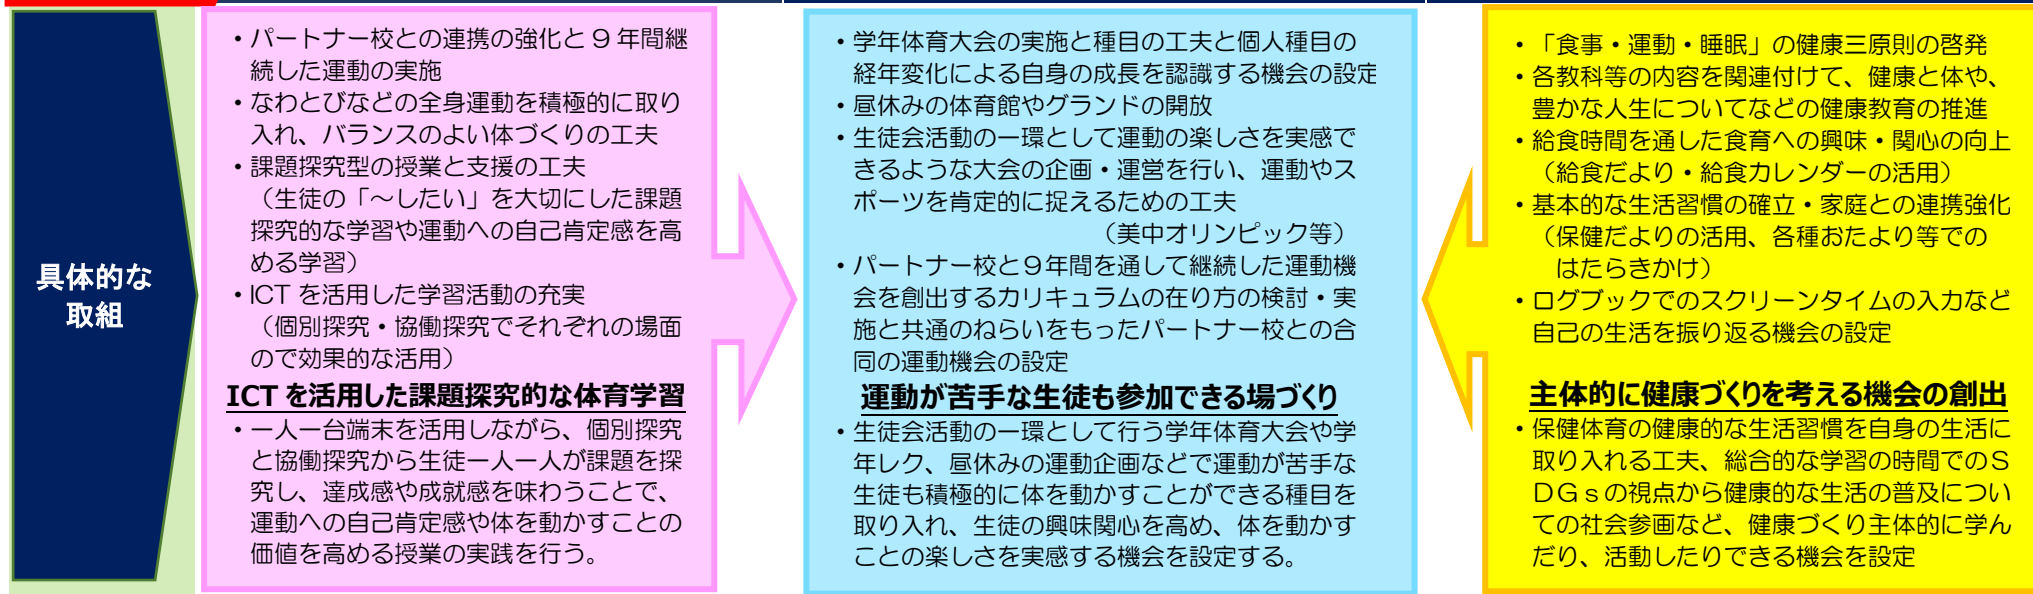 具体的な
取組
・パートナー校との連携の強化と９年間継
続した運動の実施
・なわとびなどの全身運動を積極的に取り
入れ、バランスのよい体づくりの工夫
・課題探究型の授業と支援の工夫
（生徒の「～したい」を大切にした課題
探究的な学習や運動への自己肯定感を高
める学習）
・ICT を活用した学習活動の充実
（個別探究・協働探究でそれぞれの場面
ので効果的な活用）
ICT を活用した課題探究的な体育学習
・一人一台端末を活用しながら、個別探究
と協働探究から生徒一人一人が課題を探
究し、達成感や成就感を味わうことで、
運動への自己肯定感や体を動かすことの
価値を高める授業の実践を行う。
・学年体育大会の実施と種目の工夫と個人種目の
経年変化による自身の成長を認識する機会の設定
・昼休みの体育館やグランドの開放
・生徒会活動の一環として運動の楽しさを実感で
きるような大会の企画・運営を行い、運動やス
ポーツを肯定的に捉えるための工夫
（美中オリンピック等）
・パートナー校と９年間を通して継続した運動機
会を創出するカリキュラムの在り方の検討・実
施と共通のねらいをもったパートナー校との合
同の運動機会の設定
運動が苦手な生徒も参加できる場づくり
・生徒会活動の一環として行う学年体育大会や学
年レク、昼休みの運動企画などで運動が苦手な
生徒も積極的に体を動かすことができる種目を
取り入れ、生徒の興味関心を高め、体を動かす
ことの楽しさを実感する機会を設定する。
・「食事・運動・睡眠」の健康三原則の啓発
・各教科等の内容を関連付けて、健康と体や、
豊かな人生についてなどの健康教育の推進
・給食時間を通した食育への興味・関心の向上
（給食だより・給食カレンダーの活用）
・基本的な生活習慣の確立・家庭との連携強化
（保健だよりの活用、各種おたより等での
はたらきかけ）
・ログブックでのスクリーンタイムの入力など
自己の生活を振り返る機会の設定
主体的に健康づくりを考える機会の創出
・保健体育の健康的な生活習慣を自身の生活に
取り入れる工夫、総合的な学習の時間でのＳ
ＤＧｓの視点から健康的な生活の普及につい
ての社会参画など、健康づくり主体的に学ん
だり、活動したりできる機会を設定